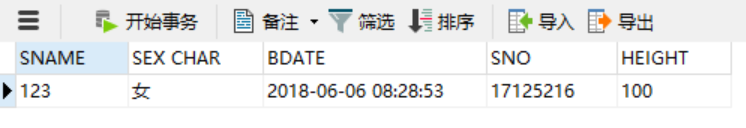 开始事务 备注 筛选 排序 导入 导出
SNAME SEX CHAR BDATE SNO HEIGHT
123 女 2018-06-06 08:28:53 17125216 100